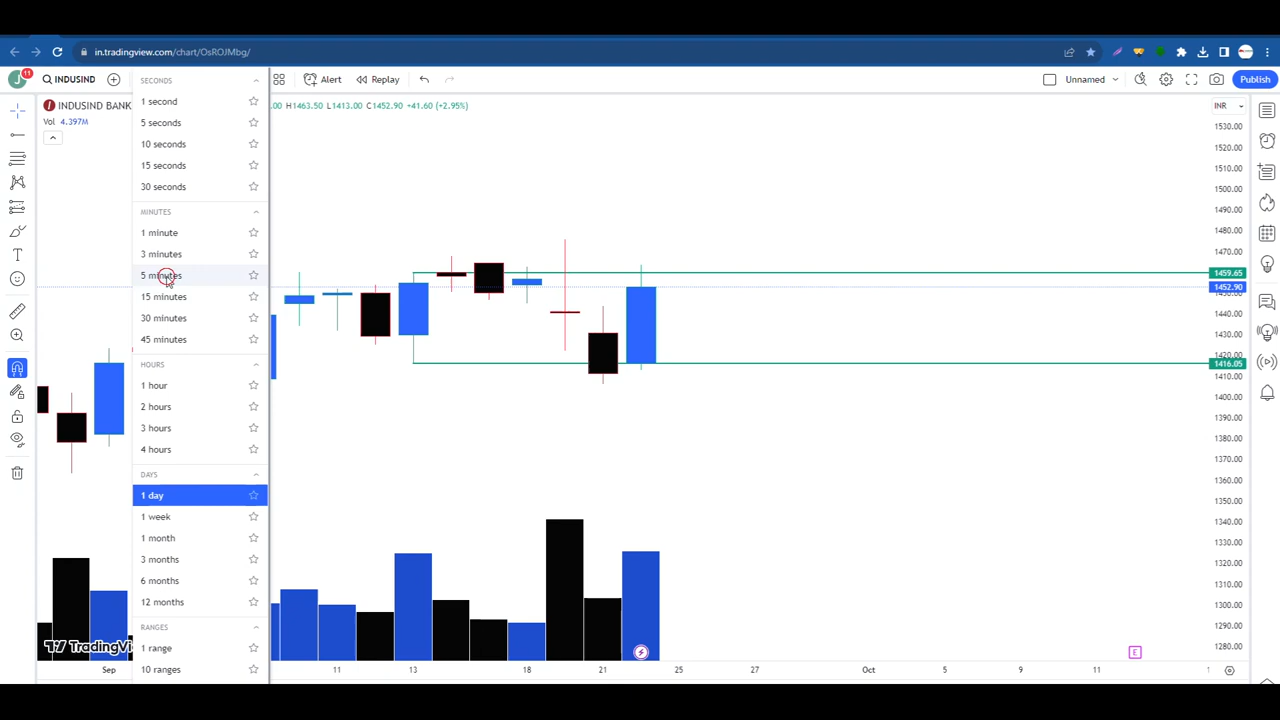 in.tradingview.com/chart/OsROJMbg/
J 11 INDUSIND Alert Replay Unnamed Publish
INDUSIND BANK
.00 H1463.50 L1413.00 C1452.90 +41.60 (+2.95%)
INR
Vol 4.397M
SECONDS
1 second
5 seconds
10 seconds
15 seconds
30 seconds
MINUTES
1 minute
3 minutes
5 minutes
15 minutes
30 minutes
45 minutes
HOURS
1 hour
2 hours
3 hours
4 hours
DAYS
1 day
1 week
1 month
3 months
6 months
12 months
RANGES
1 range
10 ranges
1530.00
1520.00
1510.00
1500.00
1490.00
1480.00
1470.00
1459.65
1452.90
1440.00
1430.00
1420.00
1416.05
1410.00
1400.00
1390.00
1380.00
1370.00
1360.00
1350.00
1340.00
1330.00
1320.00
1310.00
1300.00
1290.00
1280.00
E
TradingVi
Sep 11 13 18 21 25 27 Oct 5 9 11 1